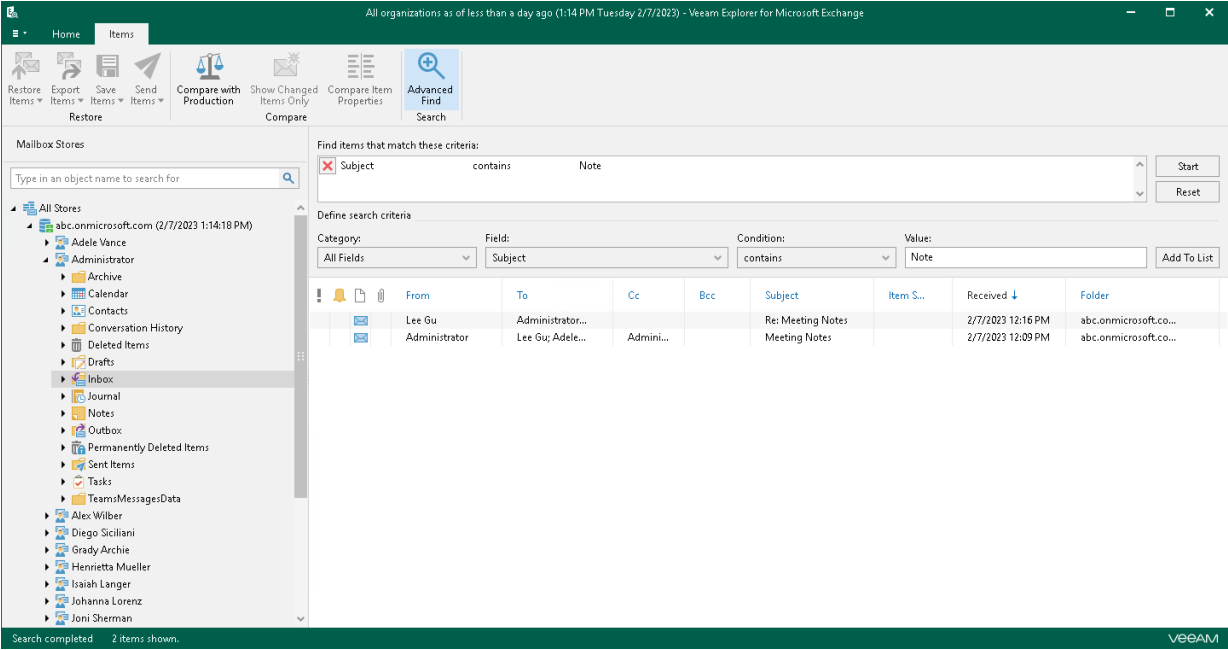 All organizations as of less than a day ago (1:14 PM Tuesday 2/7/2023) - Veeam Explorer for Microsoft Exchange
Home Items
Restore Items Export Items Save Items Send Items Compare with Production Show Changed Items Only Compare Item Properties Advanced Find
Restore Compare Search
Mailbox Stores
Type in an object name to search for
All Stores
abc.onmicrosoft.com (2/7/2023 1:14:18 PM)
Adele Vance
Administrator
Archive
Calendar
Contacts
Conversation History
Deleted Items
Drafts
Inbox
Journal
Notes
Outbox
Permanently Deleted Items
Sent Items
Tasks
TeamsMessagesData
Alex Wilber
Diego Siciliani
Grady Archie
Henrietta Mueller
Isaiah Langer
Johanna Lorenz
Joni Sherman
Find items that match these criteria:
Subject contains Note
Start
Reset
Define search criteria
Category: Field: Condition: Value:
All Fields Subject contains Note Add To List
From To Cc Bcc Subject Item S... Received Folder
Lee Gu Administrator... Re: Meeting Notes 2/7/2023 12:16 PM abc.onmicrosoft.co...
Administrator Lee Gu; Adele... Admini... Meeting Notes 2/7/2023 12:09 PM abc.onmicrosoft.co...
Search completed 2 items shown.
VEEAM